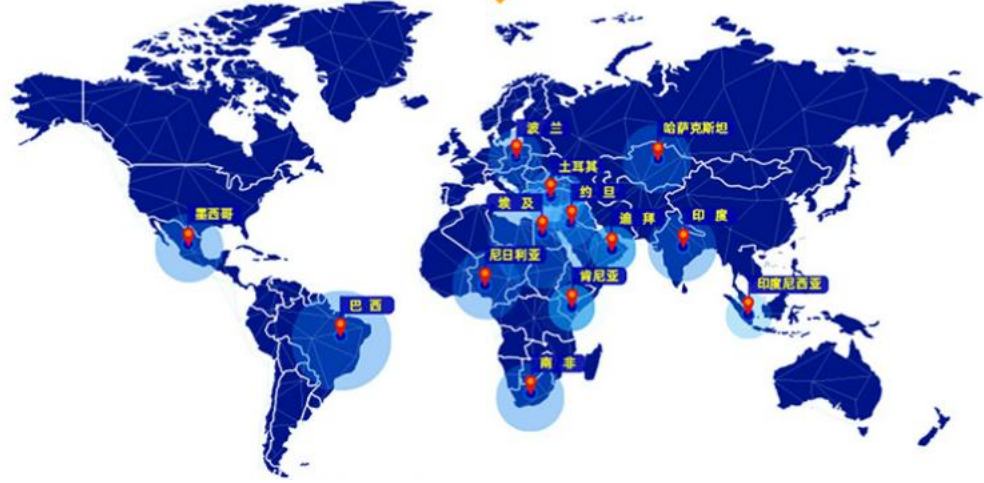 波 兰
哈萨克斯坦
土耳其
约 旦
埃 及
墨西哥
迪 拜
印 度
尼日利亚
肯尼亚
印度尼西亚
巴 西
南 非